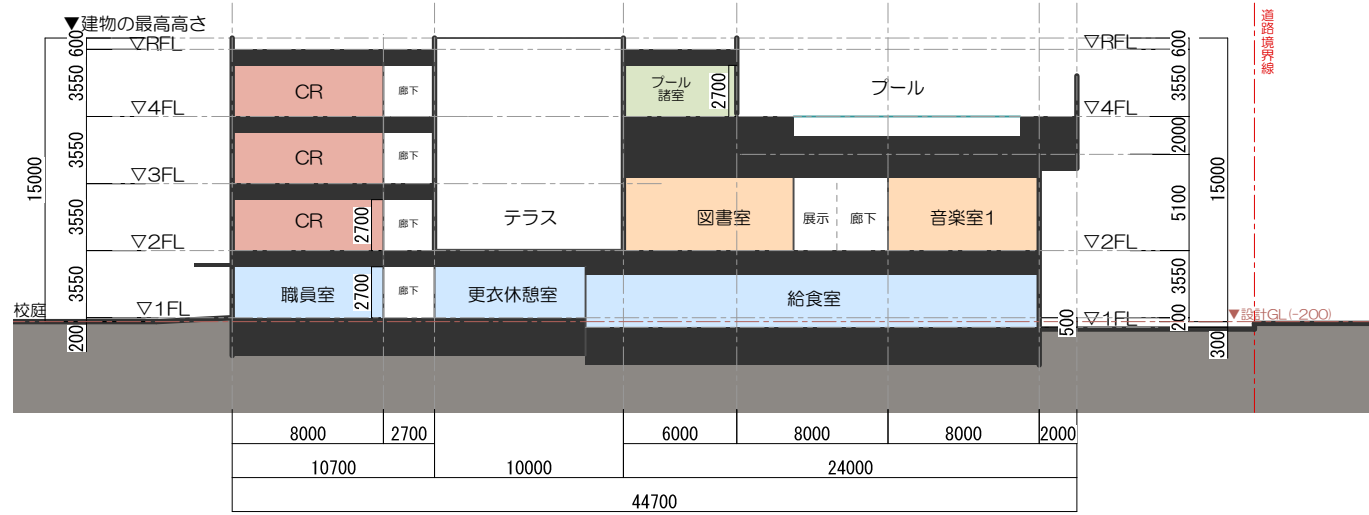 ▼建物の最高高さ
▽RFL
▽4FL
▽3FL
▽2FL
▽1FL
校庭
600
3550
3550
3550
3550
200
15000
CR
廊下
CR
廊下
CR
2700
廊下
職員室
2700
廊下
テラス
更衣休憩室
プール
諸室
2700
プール
図書室
展示
廊下
音楽室1
給食室
▽RFL
▽4FL
▽2FL
▽1FL
500
600
3550
2000
5100
3550
200
15000
300
道路境界線
▼設計GL(-200)
8000
2700
6000
8000
8000
2000
10700
10000
24000
44700